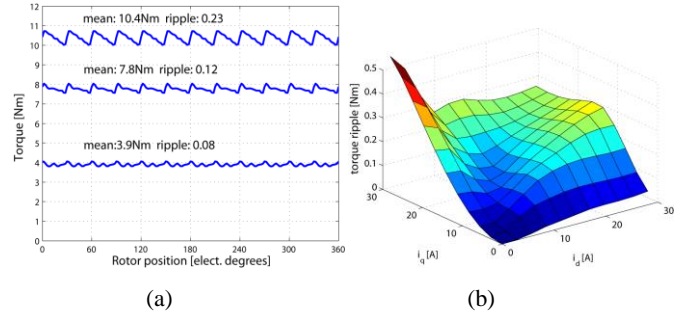 mean: 10.4Nm ripple: 0.23
mean: 7.8Nm ripple: 0.12
mean:3.9Nm ripple: 0.08
Torque [Nm]
12
11
10
9
8
7
6
5
4
3
2
1
0
0 60 120 180 240 300 360
Rotor position [elect. degrees]
(a)
torque ripple [Nm]
0.5
0.4
0.3
0.2
0.1
0
30
20
10
0
i_q [A]
0
10
20
30
i_d [A]
(b)